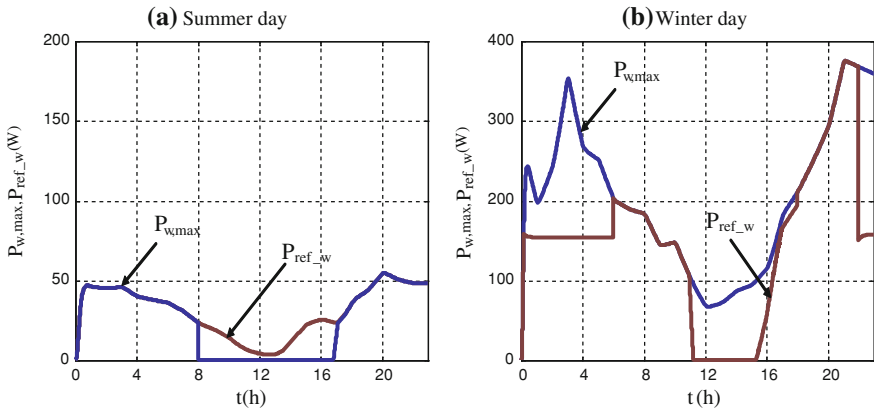 (a) Summer day
200
150
100
50
0
0 4 8 12 16 20
P_w,max, P_ref_w (W)
t(h)
P_w,max
P_ref_w
(b) Winter day
400
300
200
100
0
0 4 8 12 16 20
P_w,max, P_ref_w (W)
t(h)
P_w,max
P_ref_w